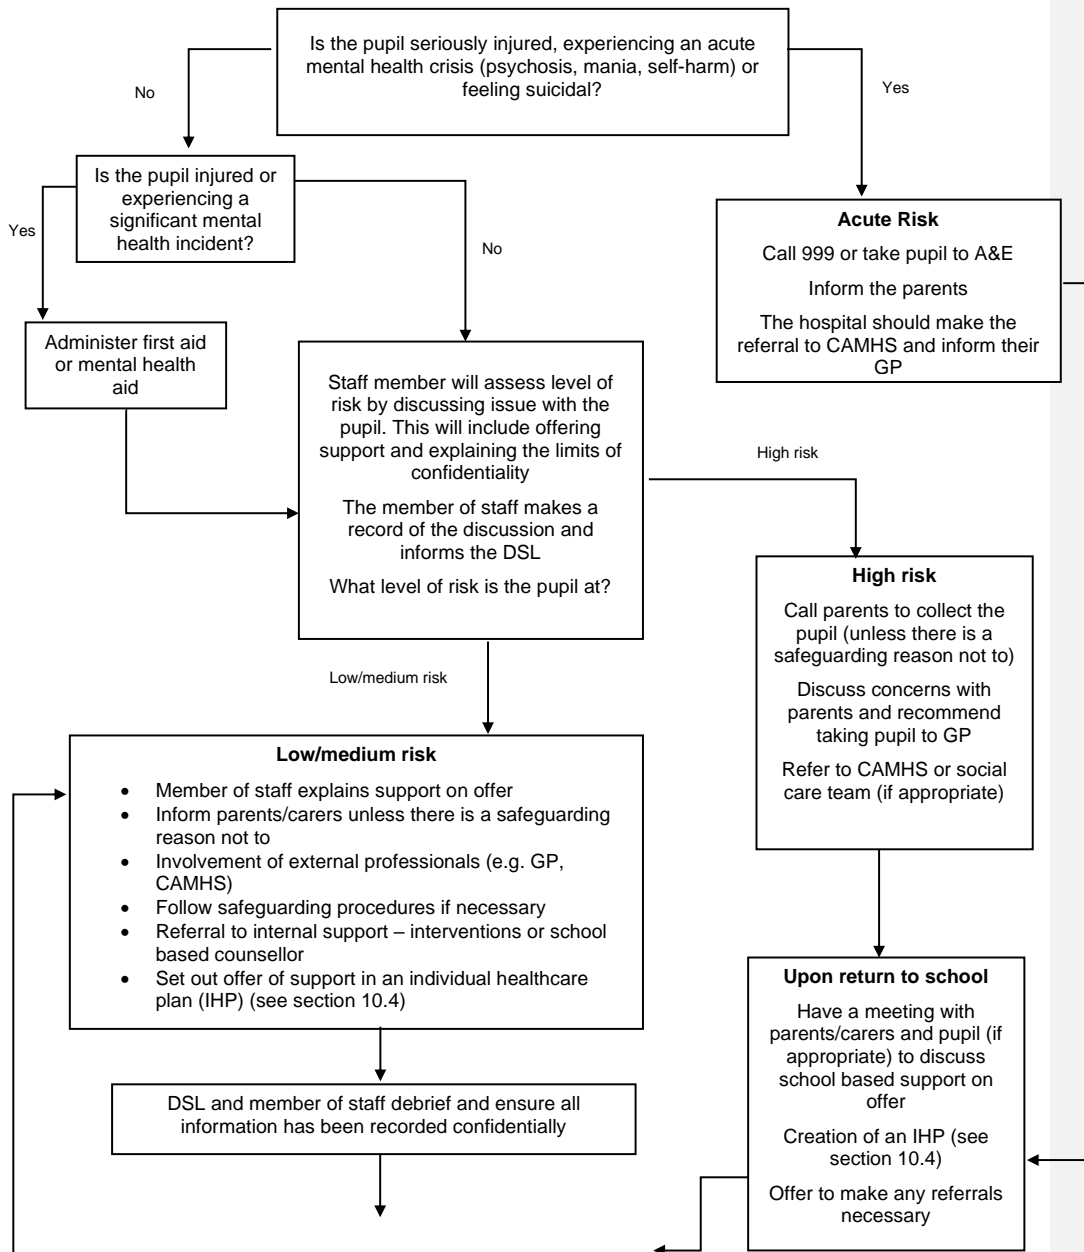 Is the pupil seriously injured, experiencing an acute
mental health crisis (psychosis, mania, self-harm) or
feeling suicidal?
No
Yes
Is the pupil injured or
experiencing a
significant mental
health incident?
Yes
No
Acute Risk
Call 999 or take pupil to A&E
Inform the parents
The hospital should make the
referral to CAMHS and inform their
GP
Administer first aid
or mental health
aid
Staff member will assess level of
risk by discussing issue with the
pupil. This will include offering
support and explaining the limits of
confidentiality
The member of staff makes a
record of the discussion and
informs the DSL
What level of risk is the pupil at?
High risk
High risk
Call parents to collect the
pupil (unless there is a
safeguarding reason not to)
Discuss concerns with
parents and recommend
taking pupil to GP
Refer to CAMHS or social
care team (if appropriate)
Low/medium risk
Low/medium risk
• Member of staff explains support on offer
• Inform parents/carers unless there is a safeguarding
reason not to
• Involvement of external professionals (e.g. GP,
CAMHS)
• Follow safeguarding procedures if necessary
• Referral to internal support – interventions or school
based counsellor
• Set out offer of support in an individual healthcare
plan (IHP) (see section 10.4)
Upon return to school
Have a meeting with
parents/carers and pupil (if
appropriate) to discuss
school based support on
offer
Creation of an IHP (see
section 10.4)
Offer to make any referrals
necessary
DSL and member of staff debrief and ensure all
information has been recorded confidentially